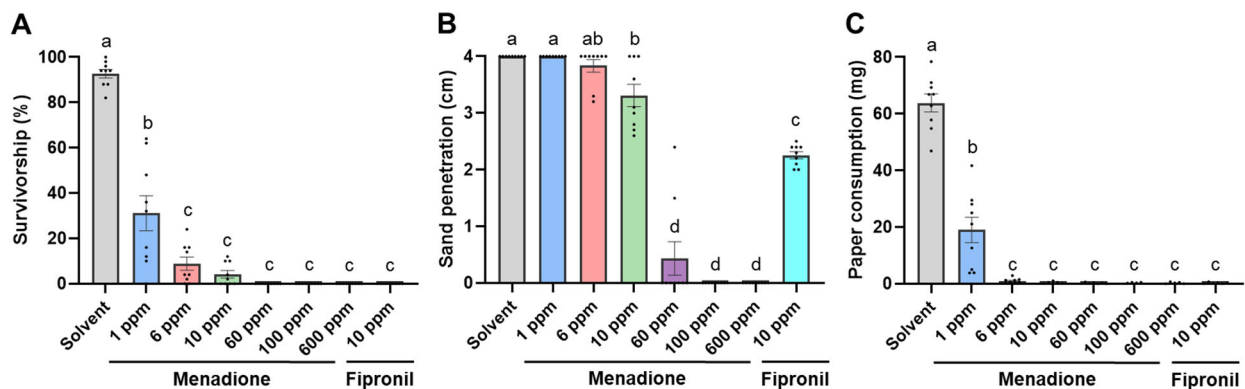 A
Survivorship (%)
100
80
60
40
20
0
a
b
c
c
c
c
c
c
Solvent
1 ppm
6 ppm
10 ppm
60 ppm
100 ppm
600 ppm
10 ppm
Menadione
Fipronil
B
Sand penetration (cm)
4
3
2
1
0
a
a
ab
b
d
d
d
c
Solvent
1 ppm
6 ppm
10 ppm
60 ppm
100 ppm
600 ppm
10 ppm
Menadione
Fipronil
C
Paper consumption (mg)
80
60
40
20
0
a
b
c
c
c
c
c
c
Solvent
1 ppm
6 ppm
10 ppm
60 ppm
100 ppm
600 ppm
10 ppm
Menadione
Fipronil